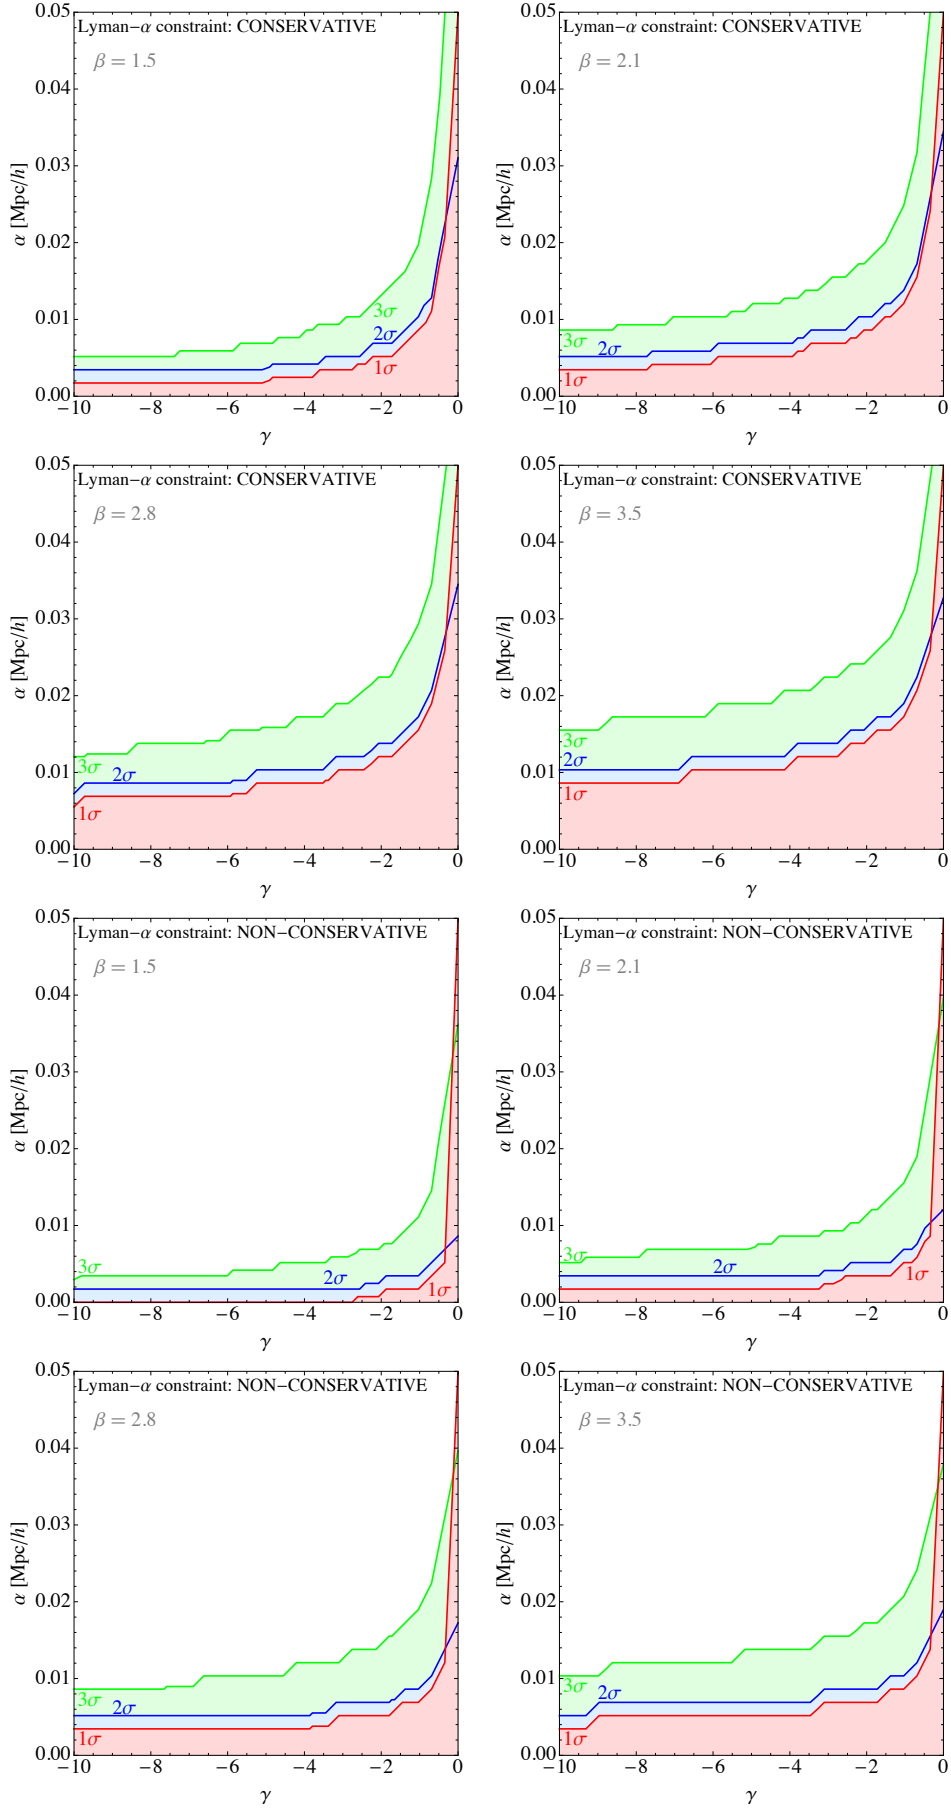 Lyman−α constraint: CONSERVATIVE
β = 1.5
α [Mpc/h]
0.05
0.04
0.03
0.02
0.01
0.00
3σ
2σ
1σ
−10 −8 −6 −4 −2 0
γ
Lyman−α constraint: CONSERVATIVE
β = 2.1
α [Mpc/h]
0.05
0.04
0.03
0.02
0.01
0.00
3σ
2σ
1σ
−10 −8 −6 −4 −2 0
γ
Lyman−α constraint: CONSERVATIVE
β = 2.8
α [Mpc/h]
0.05
0.04
0.03
0.02
0.01
0.00
3σ
2σ
1σ
−10 −8 −6 −4 −2 0
γ
Lyman−α constraint: CONSERVATIVE
β = 3.5
α [Mpc/h]
0.05
0.04
0.03
0.02
0.01
0.00
3σ
2σ
1σ
−10 −8 −6 −4 −2 0
γ
Lyman−α constraint: NON−CONSERVATIVE
β = 1.5
α [Mpc/h]
0.05
0.04
0.03
0.02
0.01
0.00
3σ
2σ
1σ
−10 −8 −6 −4 −2 0
γ
Lyman−α constraint: NON−CONSERVATIVE
β = 2.1
α [Mpc/h]
0.05
0.04
0.03
0.02
0.01
0.00
3σ
2σ
1σ
−10 −8 −6 −4 −2 0
γ
Lyman−α constraint: NON−CONSERVATIVE
β = 2.8
α [Mpc/h]
0.05
0.04
0.03
0.02
0.01
0.00
3σ
2σ
1σ
−10 −8 −6 −4 −2 0
γ
Lyman−α constraint: NON−CONSERVATIVE
β = 3.5
α [Mpc/h]
0.05
0.04
0.03
0.02
0.01
0.00
3σ
2σ
1σ
−10 −8 −6 −4 −2 0
γ